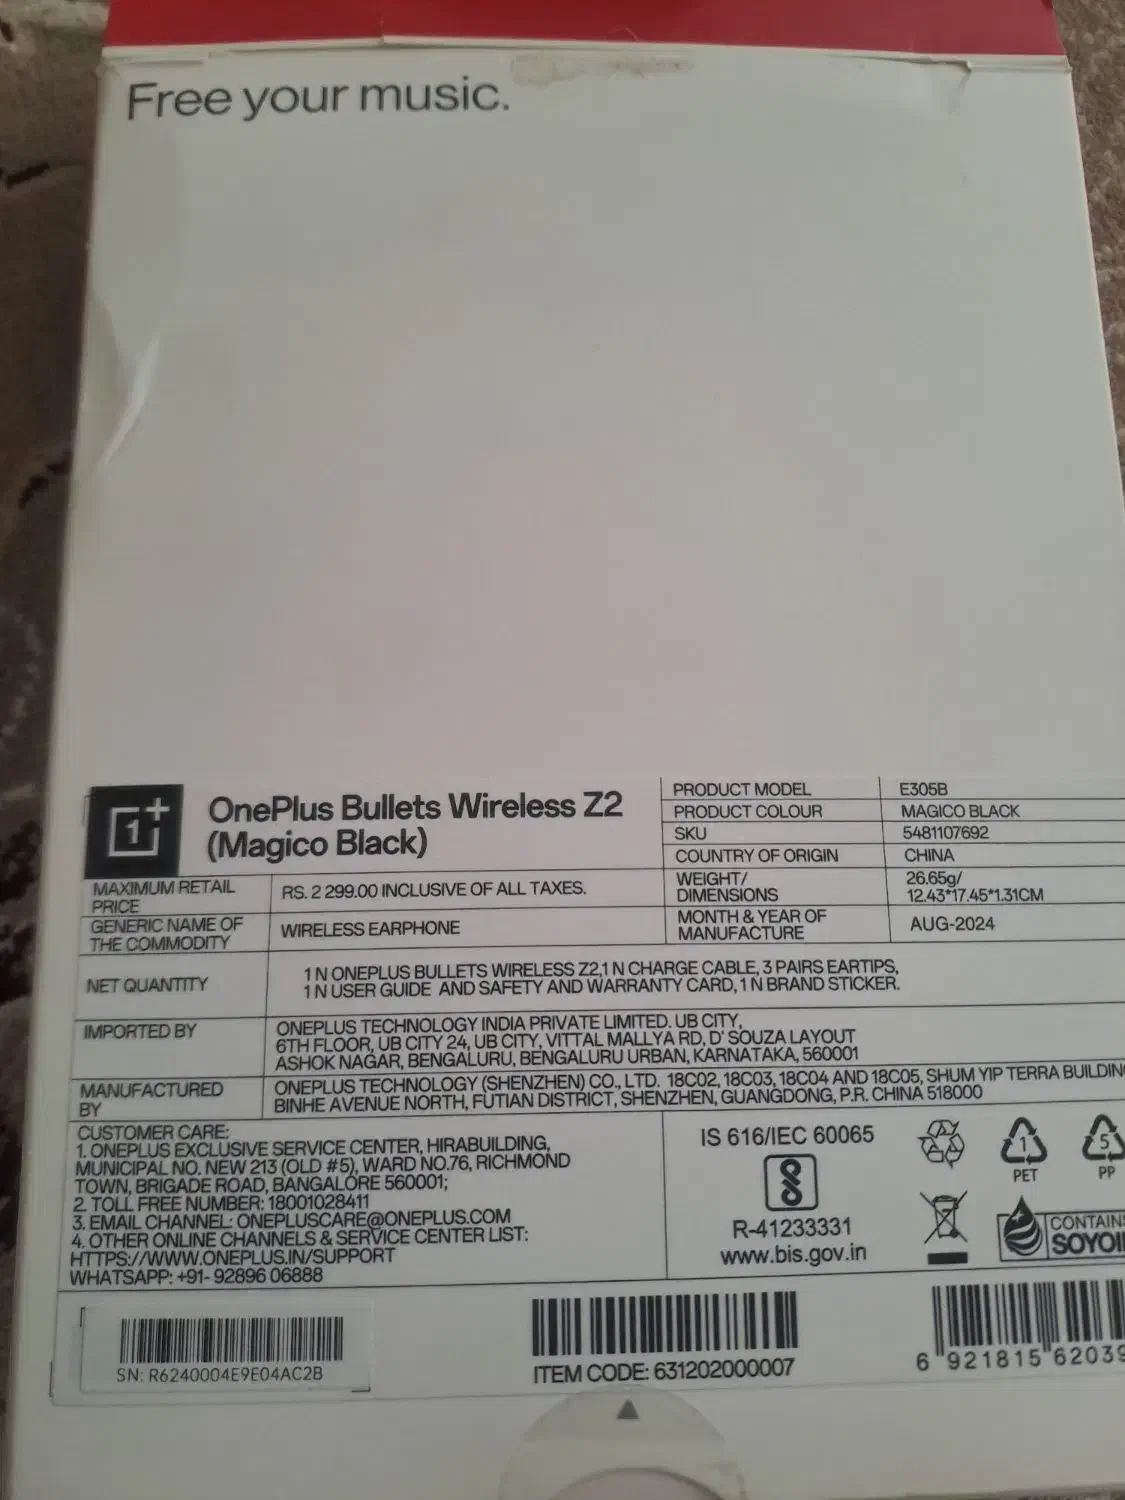 Free your music.
OnePlus Bullets Wireless Z2
(Magico Black)
PRODUCT MODEL E305B
PRODUCT COLOUR MAGICO BLACK
SKU 5481107692
COUNTRY OF ORIGIN CHINA
WEIGHT/ 26.65g/
DIMENSIONS 12.43*17.45*1.31CM
MONTH & YEAR OF
MANUFACTURE AUG-2024
MAXIMUM RETAIL
PRICE
RS. 2 299.00 INCLUSIVE OF ALL TAXES.
GENERIC NAME OF
THE COMMODITY
WIRELESS EARPHONE
NET QUANTITY
1 N ONEPLUS BULLETS WIRELESS Z2,1 N CHARGE CABLE, 3 PAIRS EARTIPS,
1 N USER GUIDE AND SAFETY AND WARRANTY CARD, 1 N BRAND STICKER.
IMPORTED BY
ONEPLUS TECHNOLOGY INDIA PRIVATE LIMITED. UB CITY,
6TH FLOOR, UB CITY 24, UB CITY, VITTAL MALLYA RD, D' SOUZA LAYOUT
ASHOK NAGAR, BENGALURU, BENGALURU URBAN, KARNATAKA, 560001
MANUFACTURED
BY
ONEPLUS TECHNOLOGY (SHENZHEN) CO., LTD. 18C02, 18C03, 18C04 AND 18C05, SHUM YIP TERRA BUILDIN
BINHE AVENUE NORTH, FUTIAN DISTRICT, SHENZHEN, GUANGDONG, P.R. CHINA 518000
CUSTOMER CARE:
1. ONEPLUS EXCLUSIVE SERVICE CENTER, HIRABUILDING,
MUNICIPAL NO. NEW 213 (OLD #5), WARD NO.76, RICHMOND
TOWN, BRIGADE ROAD, BANGALORE 560001;
2. TOLL FREE NUMBER: 18001028411
3. EMAIL CHANNEL: ONEPLUSCARE@ONEPLUS.COM
4. OTHER ONLINE CHANNELS & SERVICE CENTER LIST:
HTTPS://WWW.ONEPLUS.IN/SUPPORT
WHATSAPP: +91- 92896 06888
IS 616/IEC 60065
R-41233331
www.bis.gov.in
1
PET
5
PP
CONTAINS
SOYOI
SN: R6240004E9E04AC2B
ITEM CODE: 631202000007
6 921815 62039